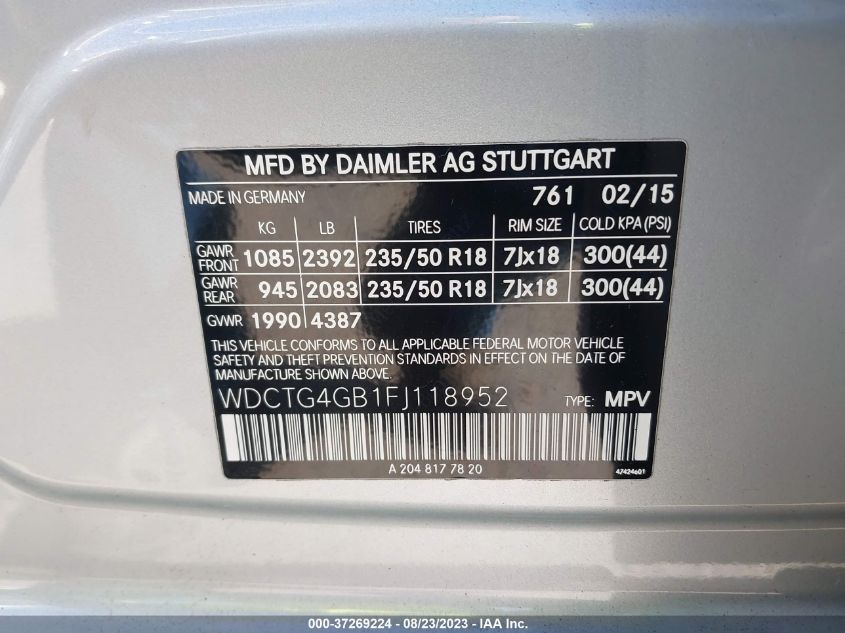 MFD BY DAIMLER AG STUTTGART
MADE IN GERMANY 761 02/15
KG LB TIRES RIM SIZE COLD KPA (PSI)
GAWR FRONT 1085 2392 235/50 R18 7Jx18 300(44)
GAWR REAR 945 2083 235/50 R18 7Jx18 300(44)
GVWR 1990 4387
THIS VEHICLE CONFORMS TO ALL APPLICABLE FEDERAL MOTOR VEHICLE
SAFETY AND THEFT PREVENTION STANDARDS IN EFFECT ON THE DATE OF
MANUFACTURE SHOWN ABOVE.
WDCTG4GB1FJ118952 TYPE: MPV
A 204 817 78 20 47424601
000-37269224 - 08/23/2023 - IAAI.com